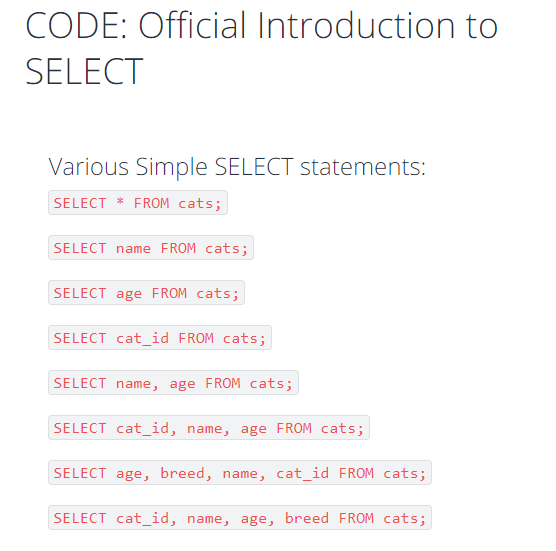 CODE: Official Introduction to
SELECT
Various Simple SELECT statements:
SELECT * FROM cats;
SELECT name FROM cats;
SELECT age FROM cats;
SELECT cat_id FROM cats;
SELECT name, age FROM cats;
SELECT cat_id, name, age FROM cats;
SELECT age, breed, name, cat_id FROM cats;
SELECT cat_id, name, age, breed FROM cats;